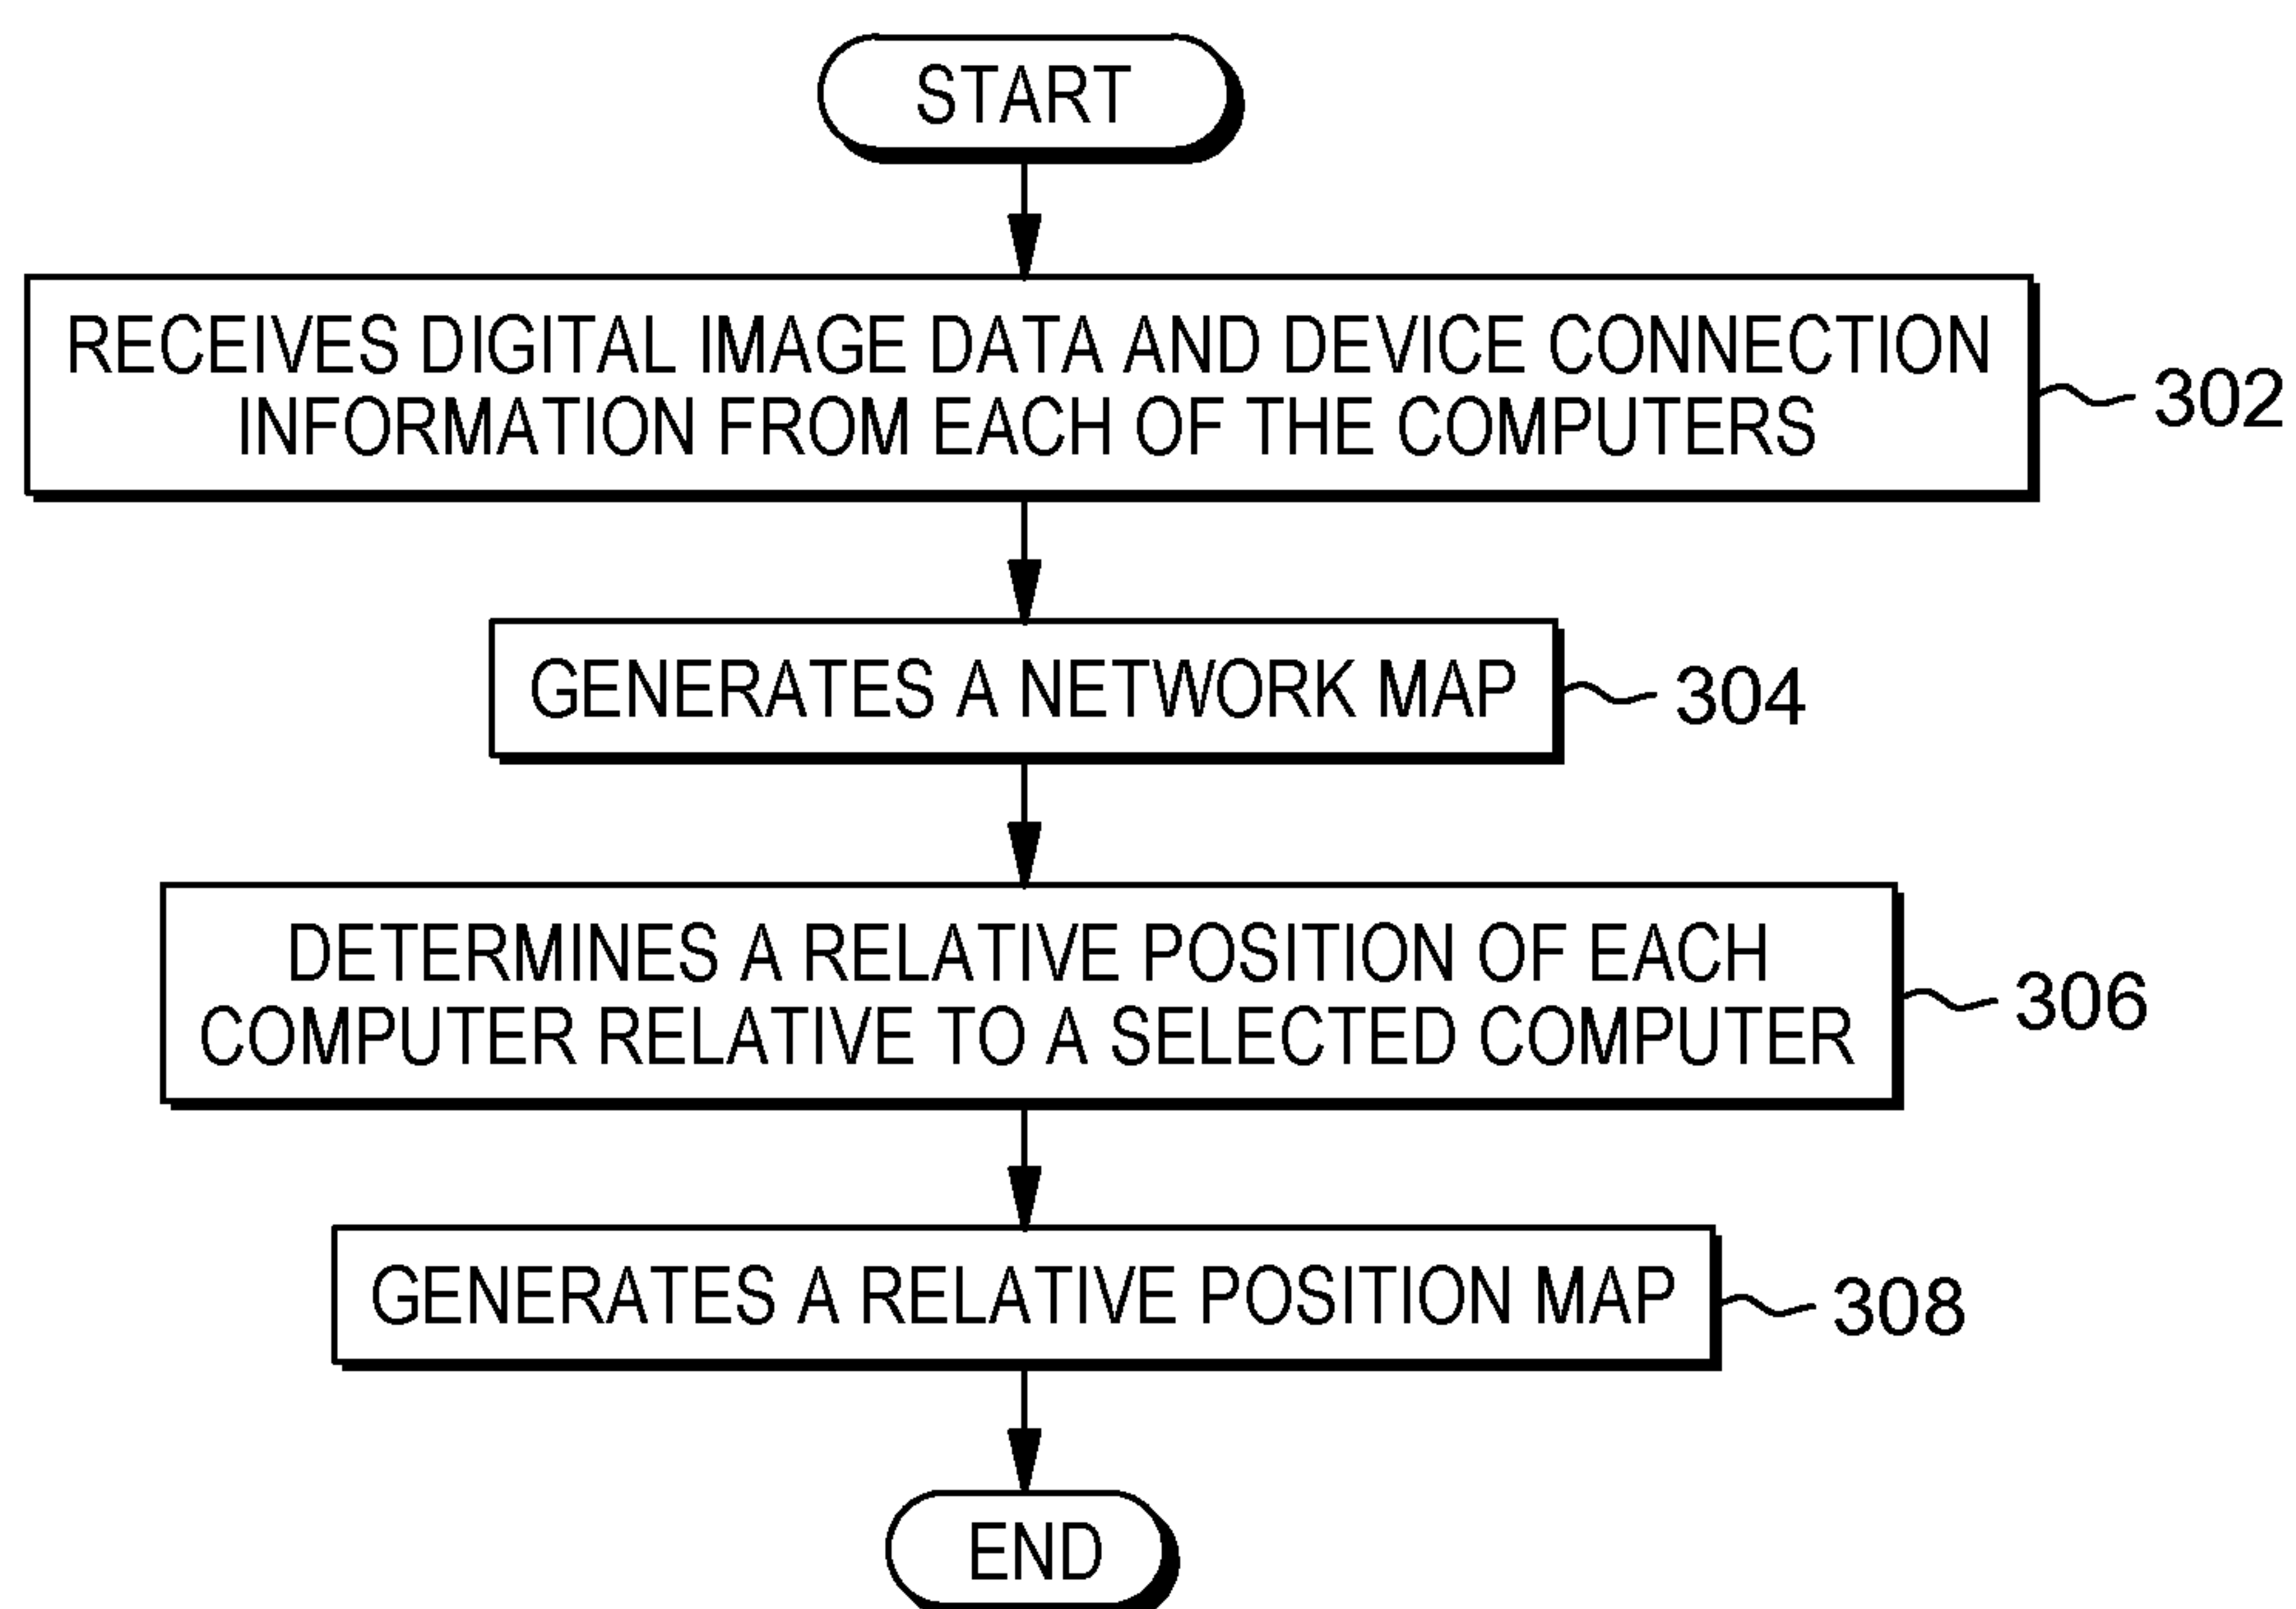 START
RECEIVES DIGITAL IMAGE DATA AND DEVICE CONNECTION
INFORMATION FROM EACH OF THE COMPUTERS
302
GENERATES A NETWORK MAP
304
DETERMINES A RELATIVE POSITION OF EACH
COMPUTER RELATIVE TO A SELECTED COMPUTER
306
GENERATES A RELATIVE POSITION MAP
308
END